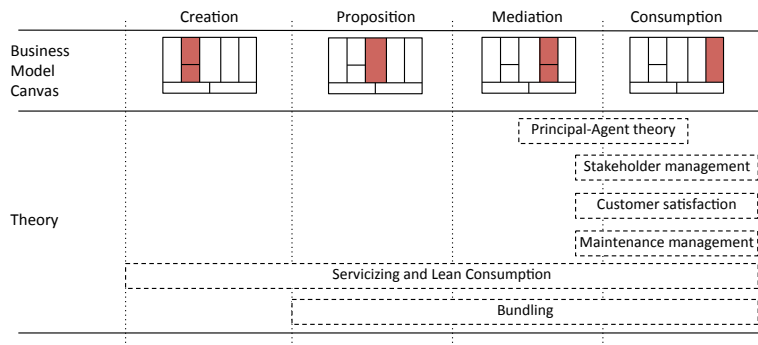 Creation
Proposition
Mediation
Consumption
Business
Model
Canvas
Theory
Principal-Agent theory
Stakeholder management
Customer satisfaction
Maintenance management
Servicizing and Lean Consumption
Bundling